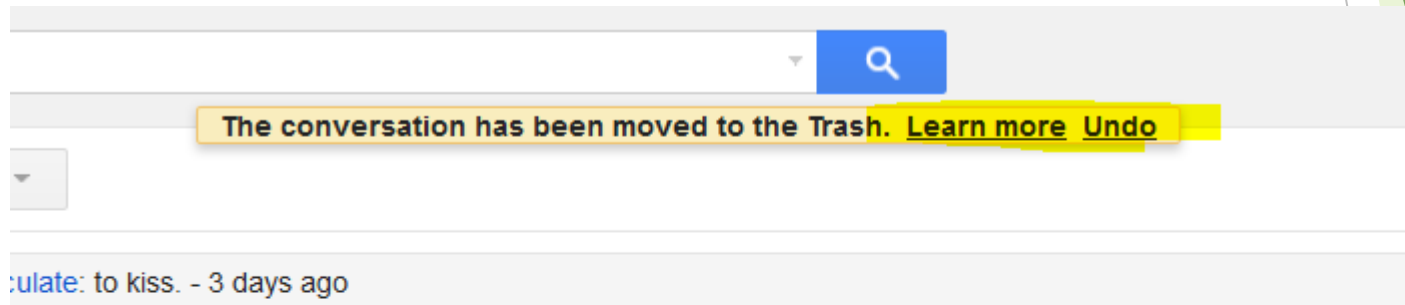 The conversation has been moved to the Trash. Learn more Undo
culate: to kiss. - 3 days ago